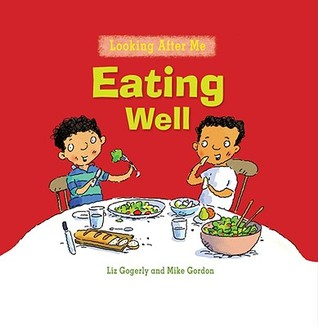 Looking After Me
Eating
Well
Liz Gogerly and Mike Gordon